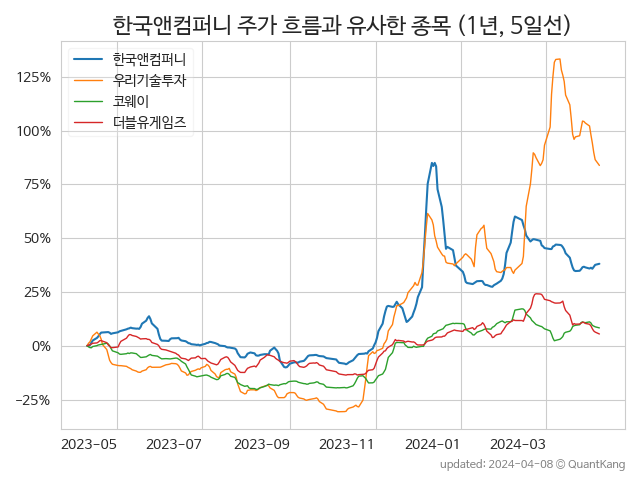 한국앤컴퍼니 주가 흐름과 유사한 종목 (1년, 5일선)
한국앤컴퍼니
우리기술투자
코웨이
더블유게임즈
125%
100%
75%
50%
25%
0%
−25%
2023-05 2023-07 2023-09 2023-11 2024-01 2024-03
updated: 2024-04-08 © QuantKang